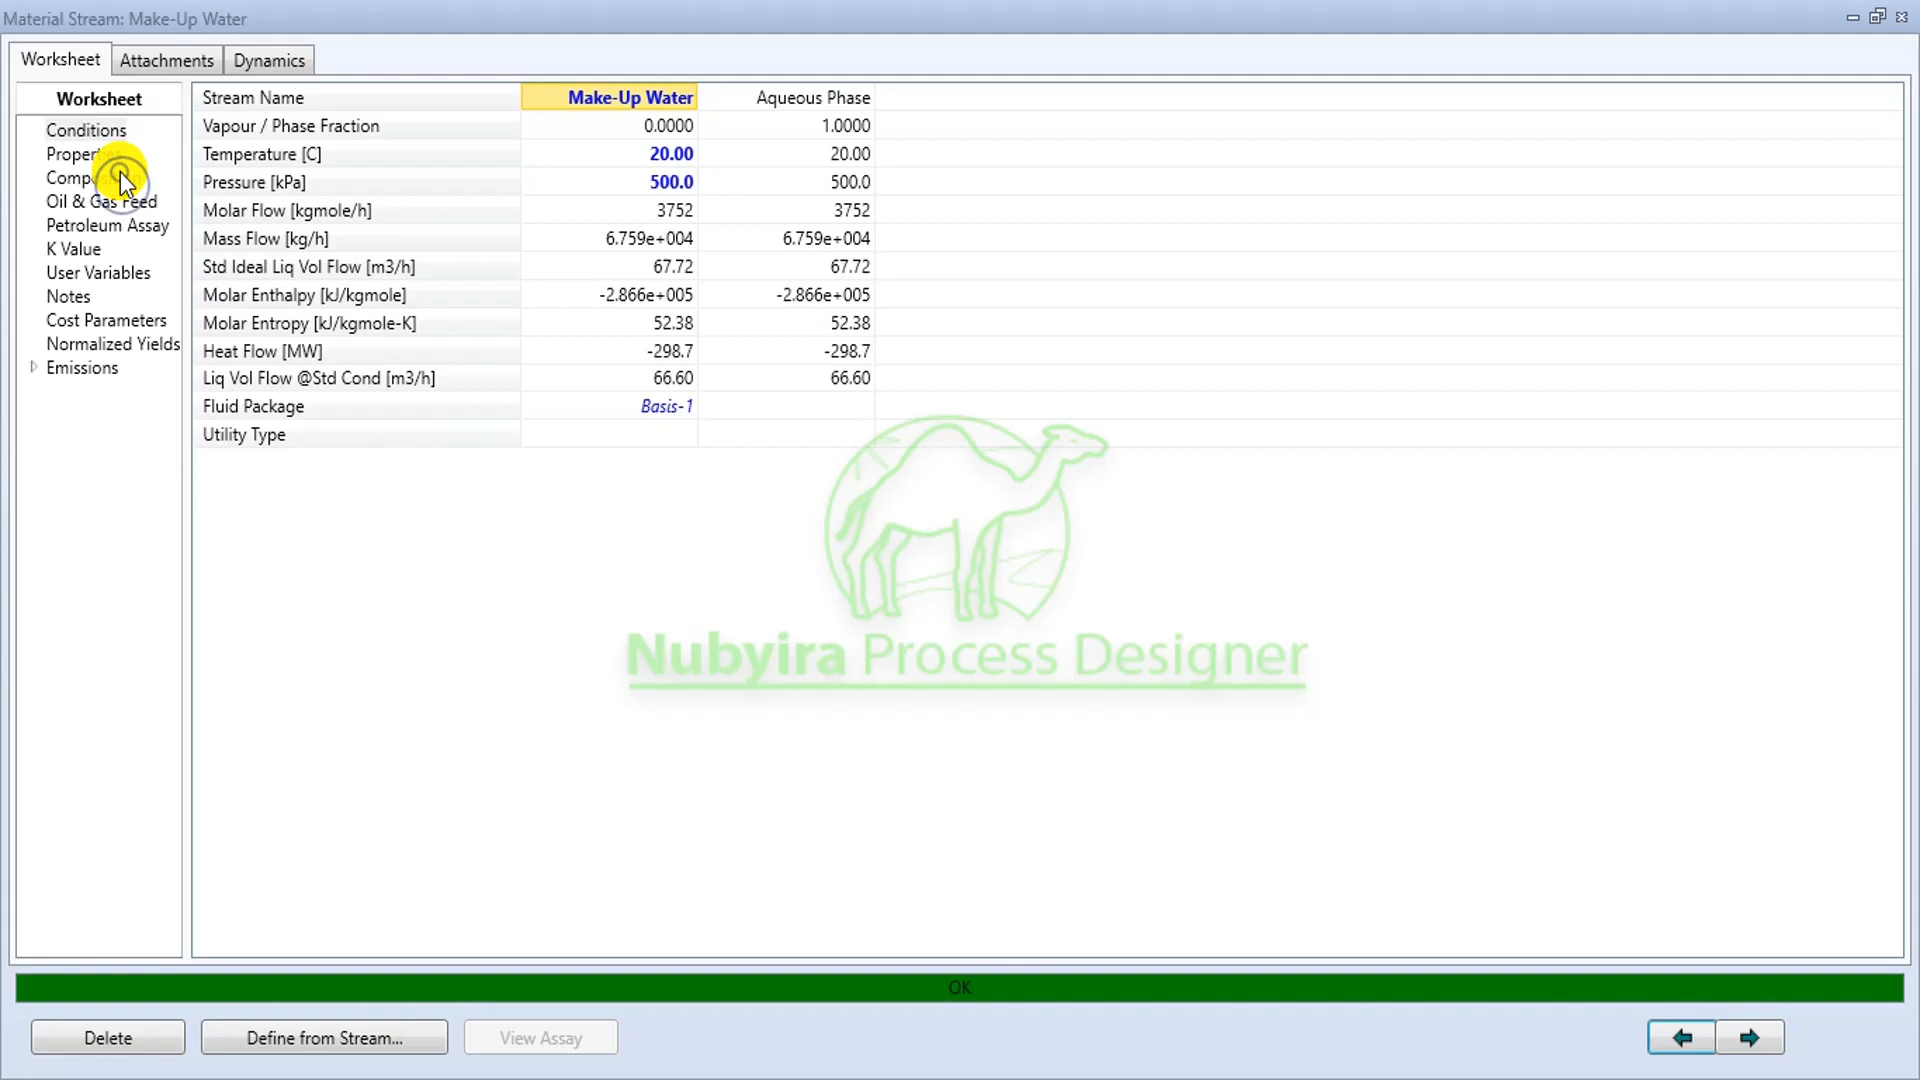 Material Stream: Make-Up Water
Worksheet Attachments Dynamics
Worksheet
Conditions
Oil & Gas Feed
Petroleum Assay
K Value
User Variables
Notes
Cost Parameters
Normalized Yields
Emissions
Stream Name Make-Up Water Aqueous Phase
Vapour / Phase Fraction 0.0000 1.0000
Temperature [C] 20.00 20.00
Pressure [kPa] 500.0 500.0
Molar Flow [kgmole/h] 3752 3752
Mass Flow [kg/h] 6.759e+004 6.759e+004
Std Ideal Liq Vol Flow [m3/h] 67.72 67.72
Molar Enthalpy [kJ/kgmole] -2.866e+005 -2.866e+005
Molar Entropy [kJ/kgmole-K] 52.38 52.38
Heat Flow [MW] -298.7 -298.7
Liq Vol Flow @Std Cond [m3/h] 66.60 66.60
Fluid Package Basis-1
Utility Type
Nubyira Process Designer
OK
Delete Define from Stream... View Assay